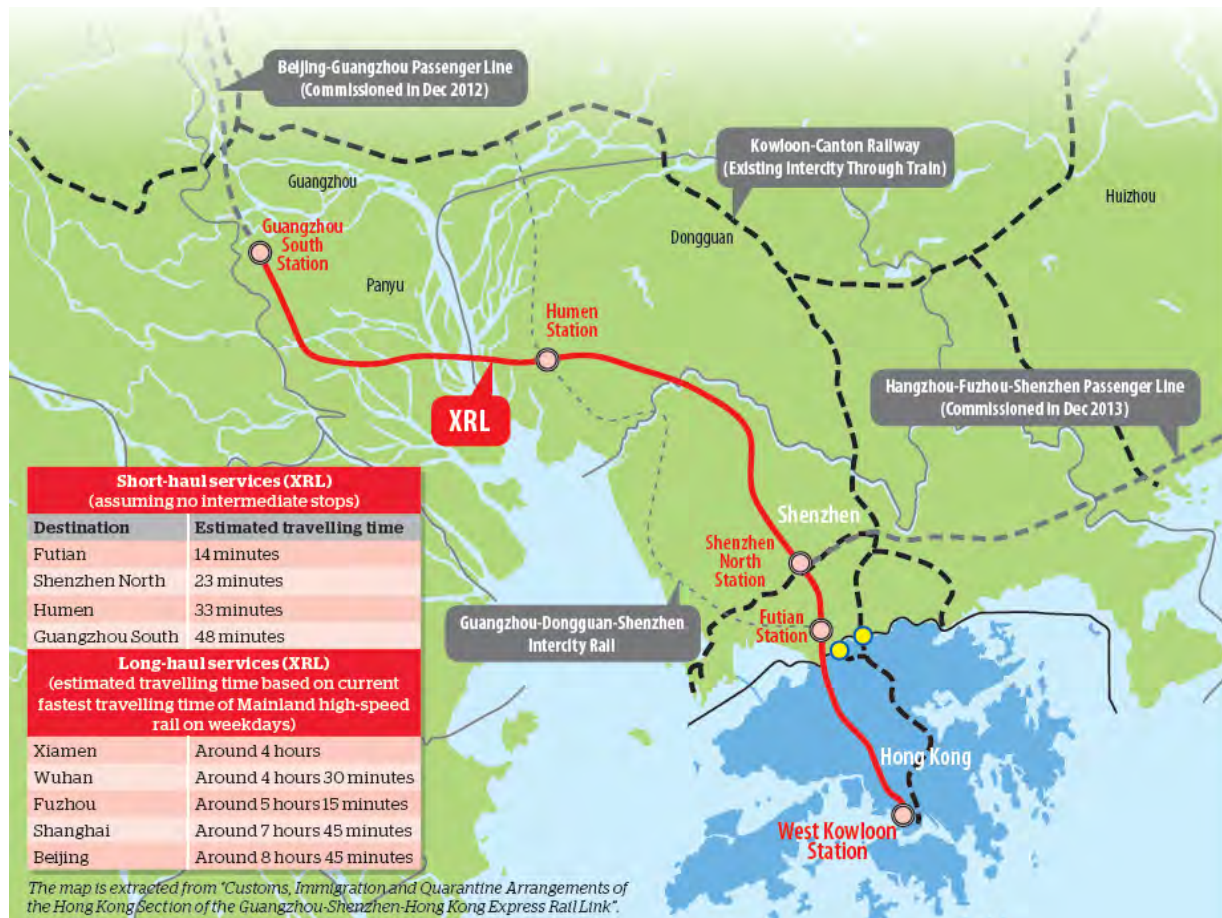 Beijing-Guangzhou Passenger Line
(Commissioned in Dec 2012)
Kowloon-Canton Railway
(Existing Intercity Through Train)
Guangzhou
Huizhou
Guangzhou
South
Station
Dongguan
Panyu
Humen
Station
Hangzhou-Fuzhou-Shenzhen Passenger Line
(Commissioned in Dec 2013)
XRL
Shenzhen
Shenzhen
North
Station
Futian
Station
Guangzhou-Dongguan-Shenzhen
Intercity Rail
Hong Kong
West Kowloon
Station
Short-haul services (XRL)
(assuming no intermediate stops)
Destination Estimated travelling time
Futian 14 minutes
Shenzhen North 23 minutes
Humen 33 minutes
Guangzhou South 48 minutes
Long-haul services (XRL)
(estimated travelling time based on current
fastest travelling time of Mainland high-speed
rail on weekdays)
Xiamen Around 4 hours
Wuhan Around 4 hours 30 minutes
Fuzhou Around 5 hours 15 minutes
Shanghai Around 7 hours 45 minutes
Beijing Around 8 hours 45 minutes
The map is extracted from "Customs, Immigration and Quarantine Arrangements of
the Hong Kong Section of the Guangzhou-Shenzhen-Hong Kong Express Rail Link".